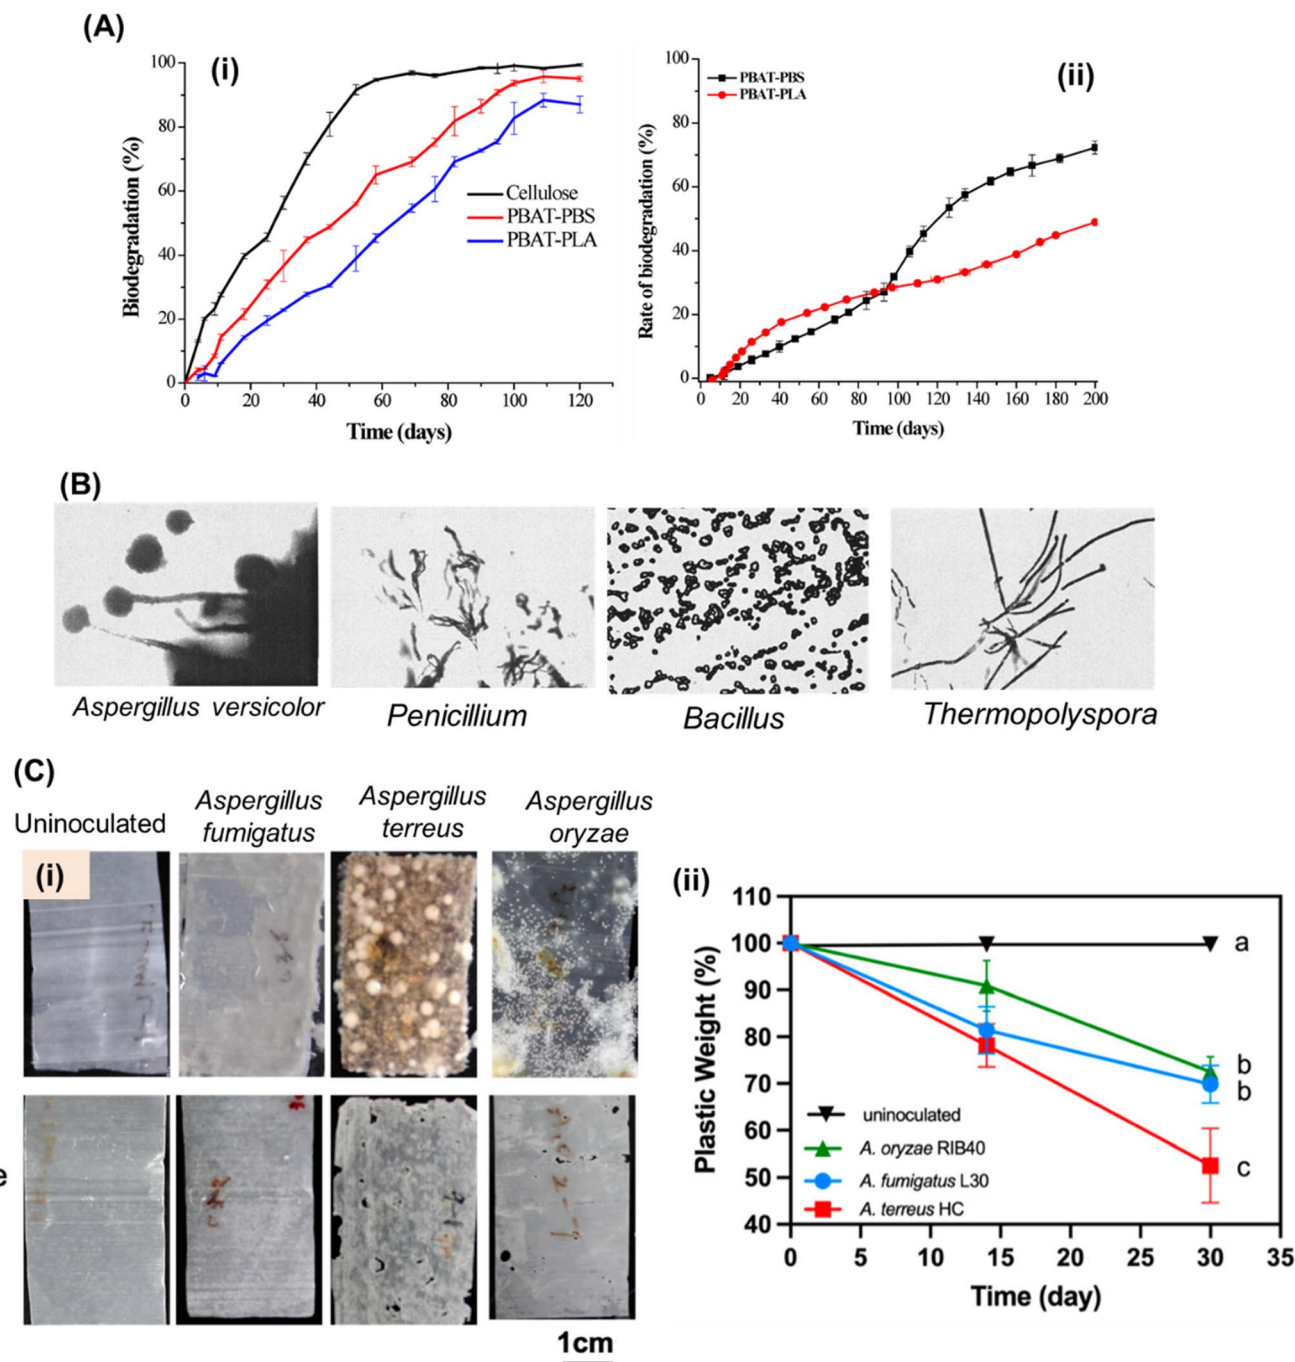 (A)
(i)
100
80
60
40
20
0
Biodegradation (%)
Cellulose
PBAT-PBS
PBAT-PLA
0 20 40 60 80 100 120
Time (days)
(ii)
100
80
60
40
20
0
Rate of biodegradation (%)
PBAT-PBS
PBAT-PLA
0 20 40 60 80 100 120 140 160 180 200
Time (days)
(B)
Aspergillus versicolor
Penicillium
Bacillus
Thermopolyspora
(C)
Uninoculated
Aspergillus
fumigatus
Aspergillus
terreus
Aspergillus
oryzae
(i)
e
1cm
(ii)
110
100
90
80
70
60
50
40
Plastic Weight (%)
a
b
b
c
uninoculated
A. oryzae RIB40
A. fumigatus L30
A. terreus HC
0 5 10 15 20 25 30 35
Time (day)